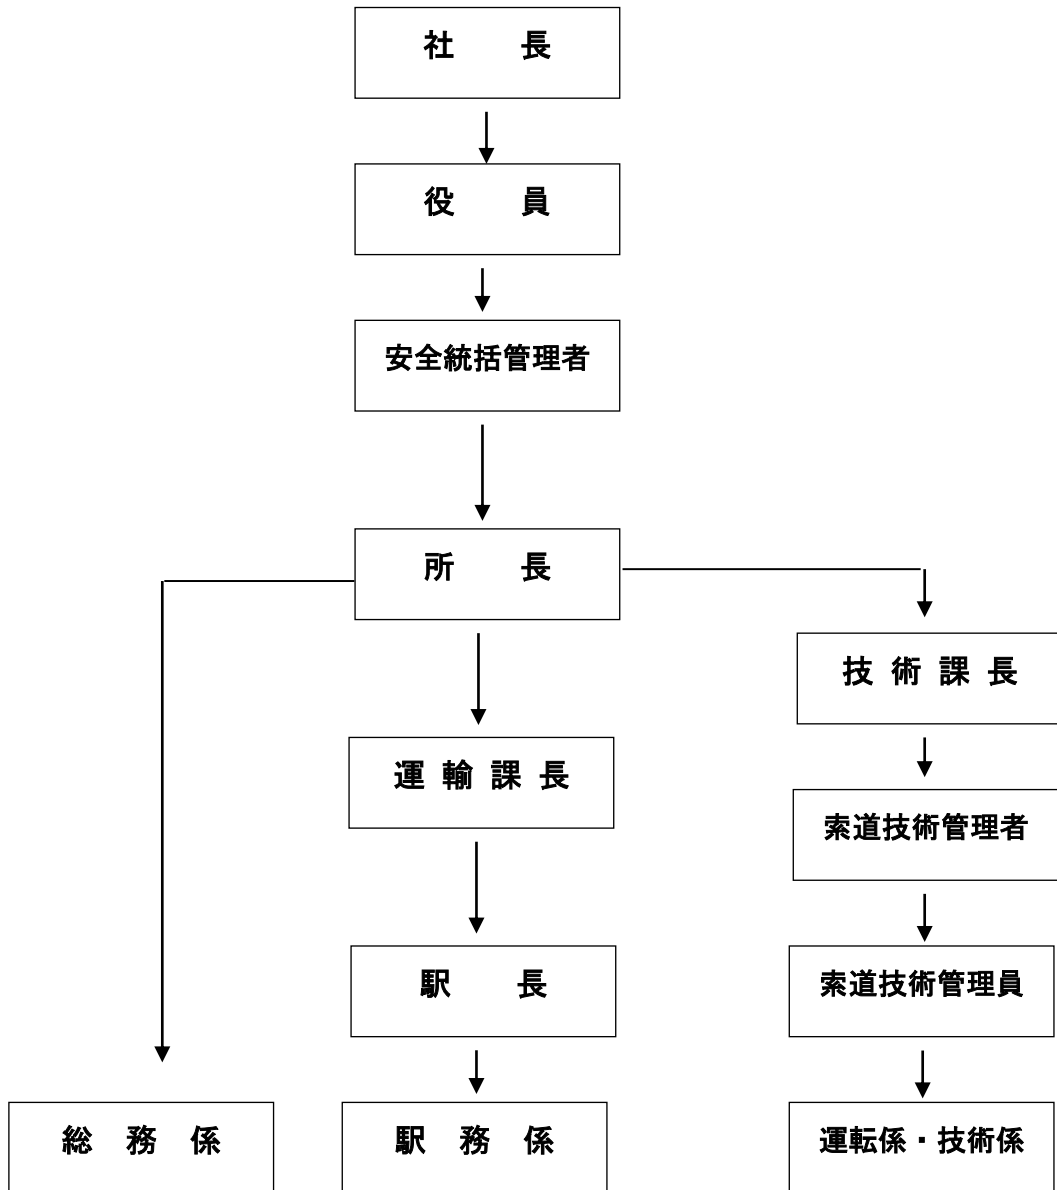 社 長
役 員
安全統括管理者
所 長
技 術 課 長
運 輸 課 長
索道技術管理者
駅 長
索道技術管理員
総 務 係
駅 務 係
運転係・技術係